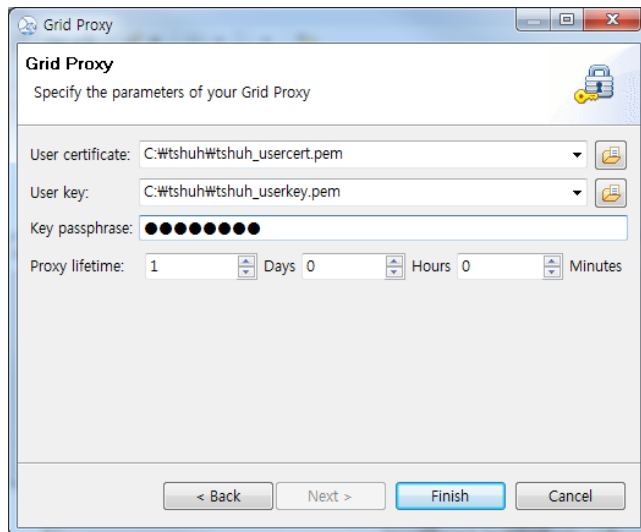 Grid Proxy
Grid Proxy
Specify the parameters of your Grid Proxy
User certificate: C:₩tshuh₩tshuh_usercert.pem
User key: C:₩tshuh₩tshuh_userkey.pem
Key passphrase: ●●●●●●●●
Proxy lifetime: 1 Days 0 Hours 0 Minutes
< Back Next > Finish Cancel